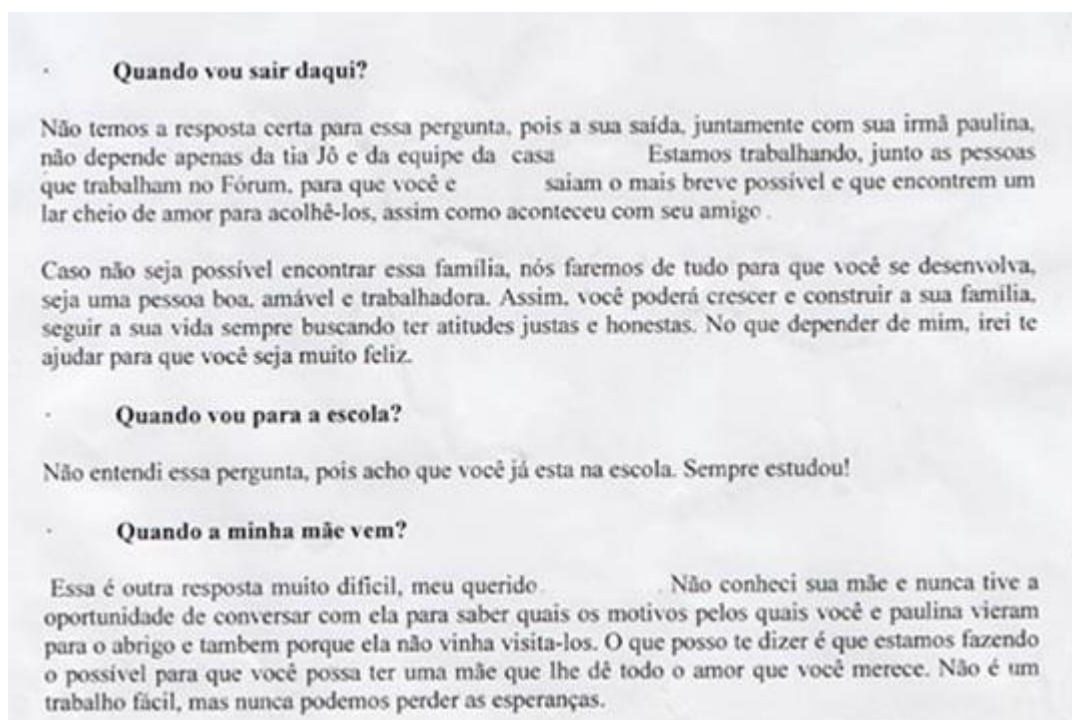 · Quando vou sair daqui?
Não temos a resposta certa para essa pergunta, pois a sua saída, juntamente com sua irmã paulina,
não depende apenas da tia Jô e da equipe da casa Estamos trabalhando, junto as pessoas
que trabalham no Fórum, para que você e saiam o mais breve possível e que encontrem um
lar cheio de amor para acolhê-los, assim como aconteceu com seu amigo .
Caso não seja possível encontrar essa família, nós faremos de tudo para que você se desenvolva,
seja uma pessoa boa, amável e trabalhadora. Assim, você poderá crescer e construir a sua família,
seguir a sua vida sempre buscando ter atitudes justas e honestas. No que depender de mim, irei te
ajudar para que você seja muito feliz.
· Quando vou para a escola?
Não entendi essa pergunta, pois acho que você já esta na escola. Sempre estudou!
· Quando a minha mãe vem?
Essa é outra resposta muito difícil, meu querido . Não conheci sua mãe e nunca tive a
oportunidade de conversar com ela para saber quais os motivos pelos quais você e paulina vieram
para o abrigo e tambem porque ela não vinha visita-los. O que posso te dizer é que estamos fazendo
o possível para que você possa ter uma mãe que lhe dê todo o amor que você merece. Não é um
trabalho fácil, mas nunca podemos perder as esperanças.